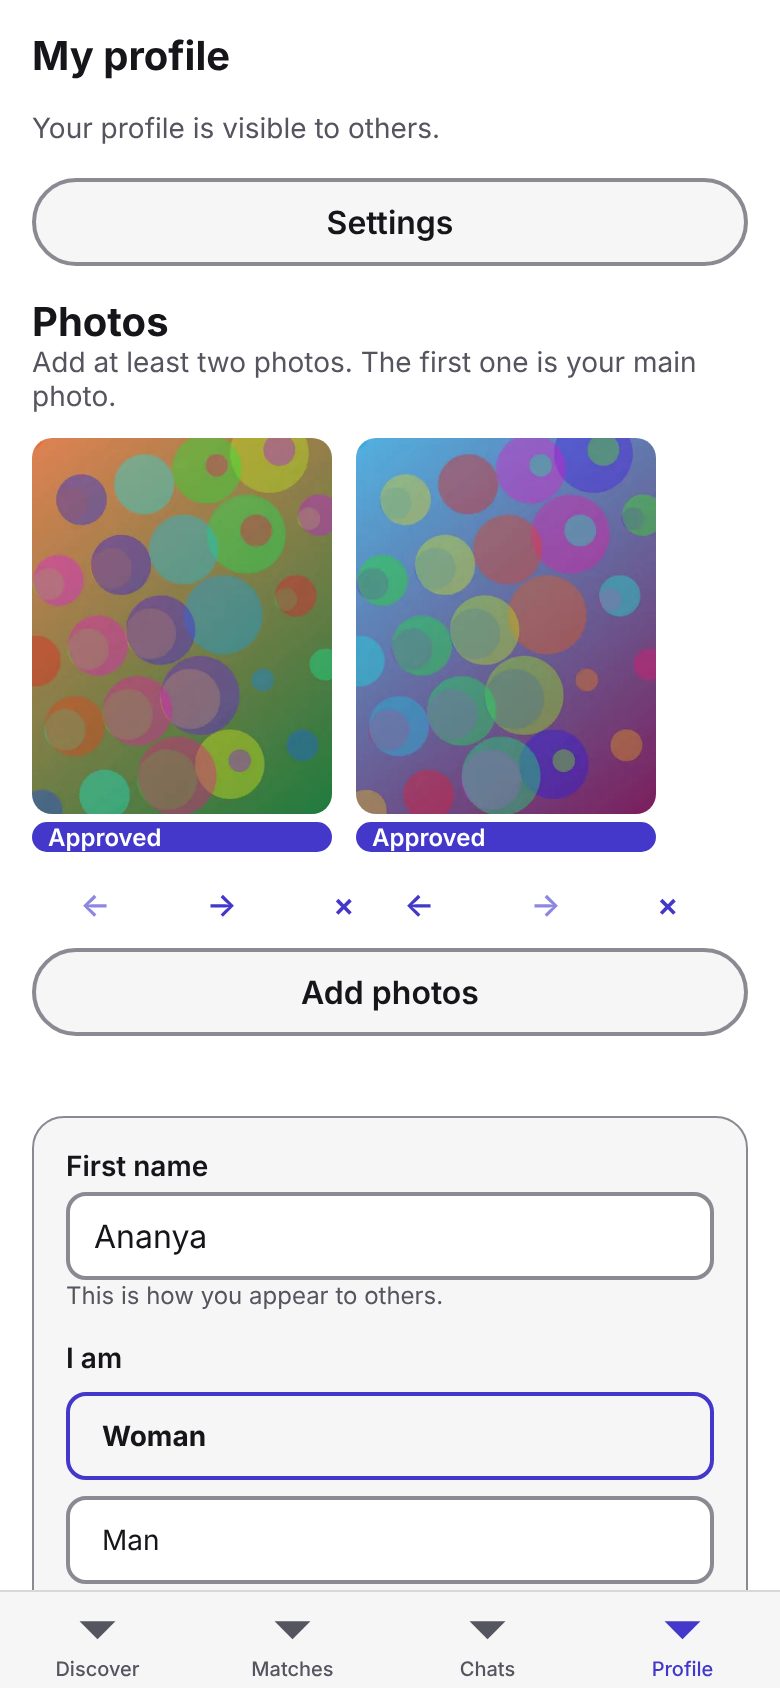 My profile
Your profile is visible to others.
Settings
Photos
Add at least two photos. The first one is your main
photo.
Approved
Approved
← → × ← → ×
Add photos
First name
Ananya
This is how you appear to others.
I am
Woman
Man
Discover
Matches
Chats
Profile